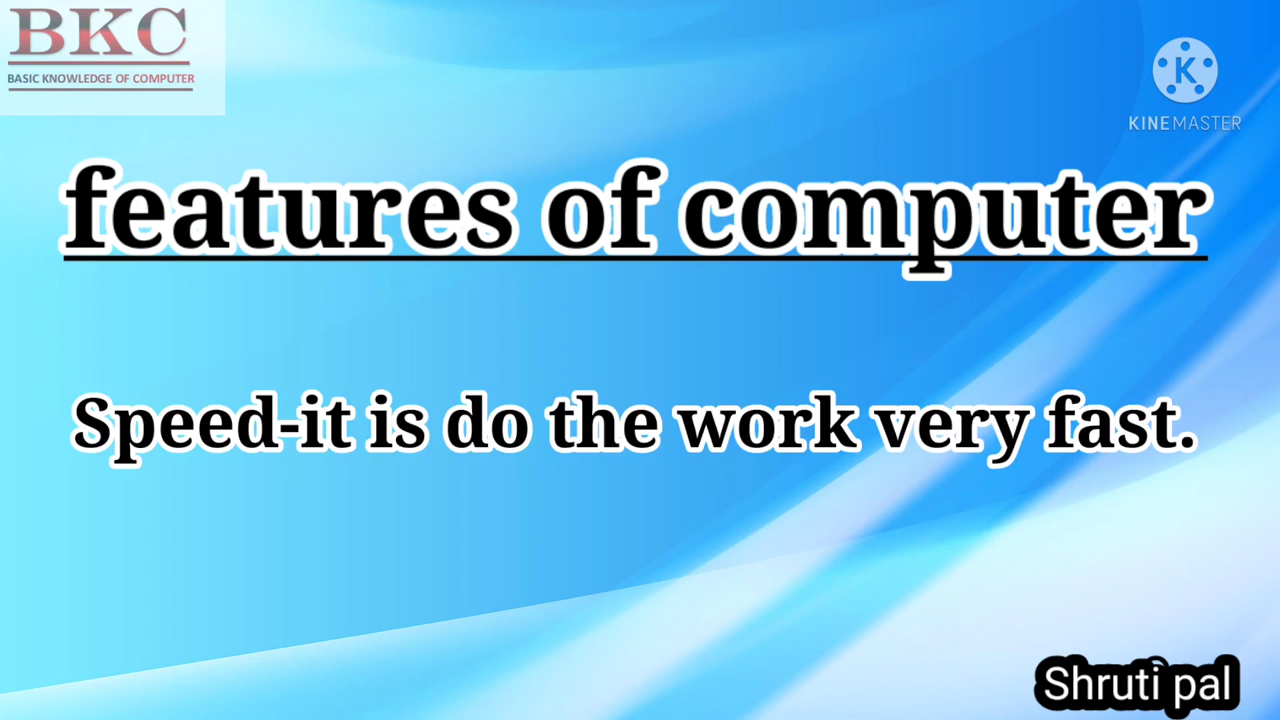 BKC
BASIC KNOWLEDGE OF COMPUTER
K
KINEMASTER
features of computer
Speed-it is do the work very fast.
Shruti pal